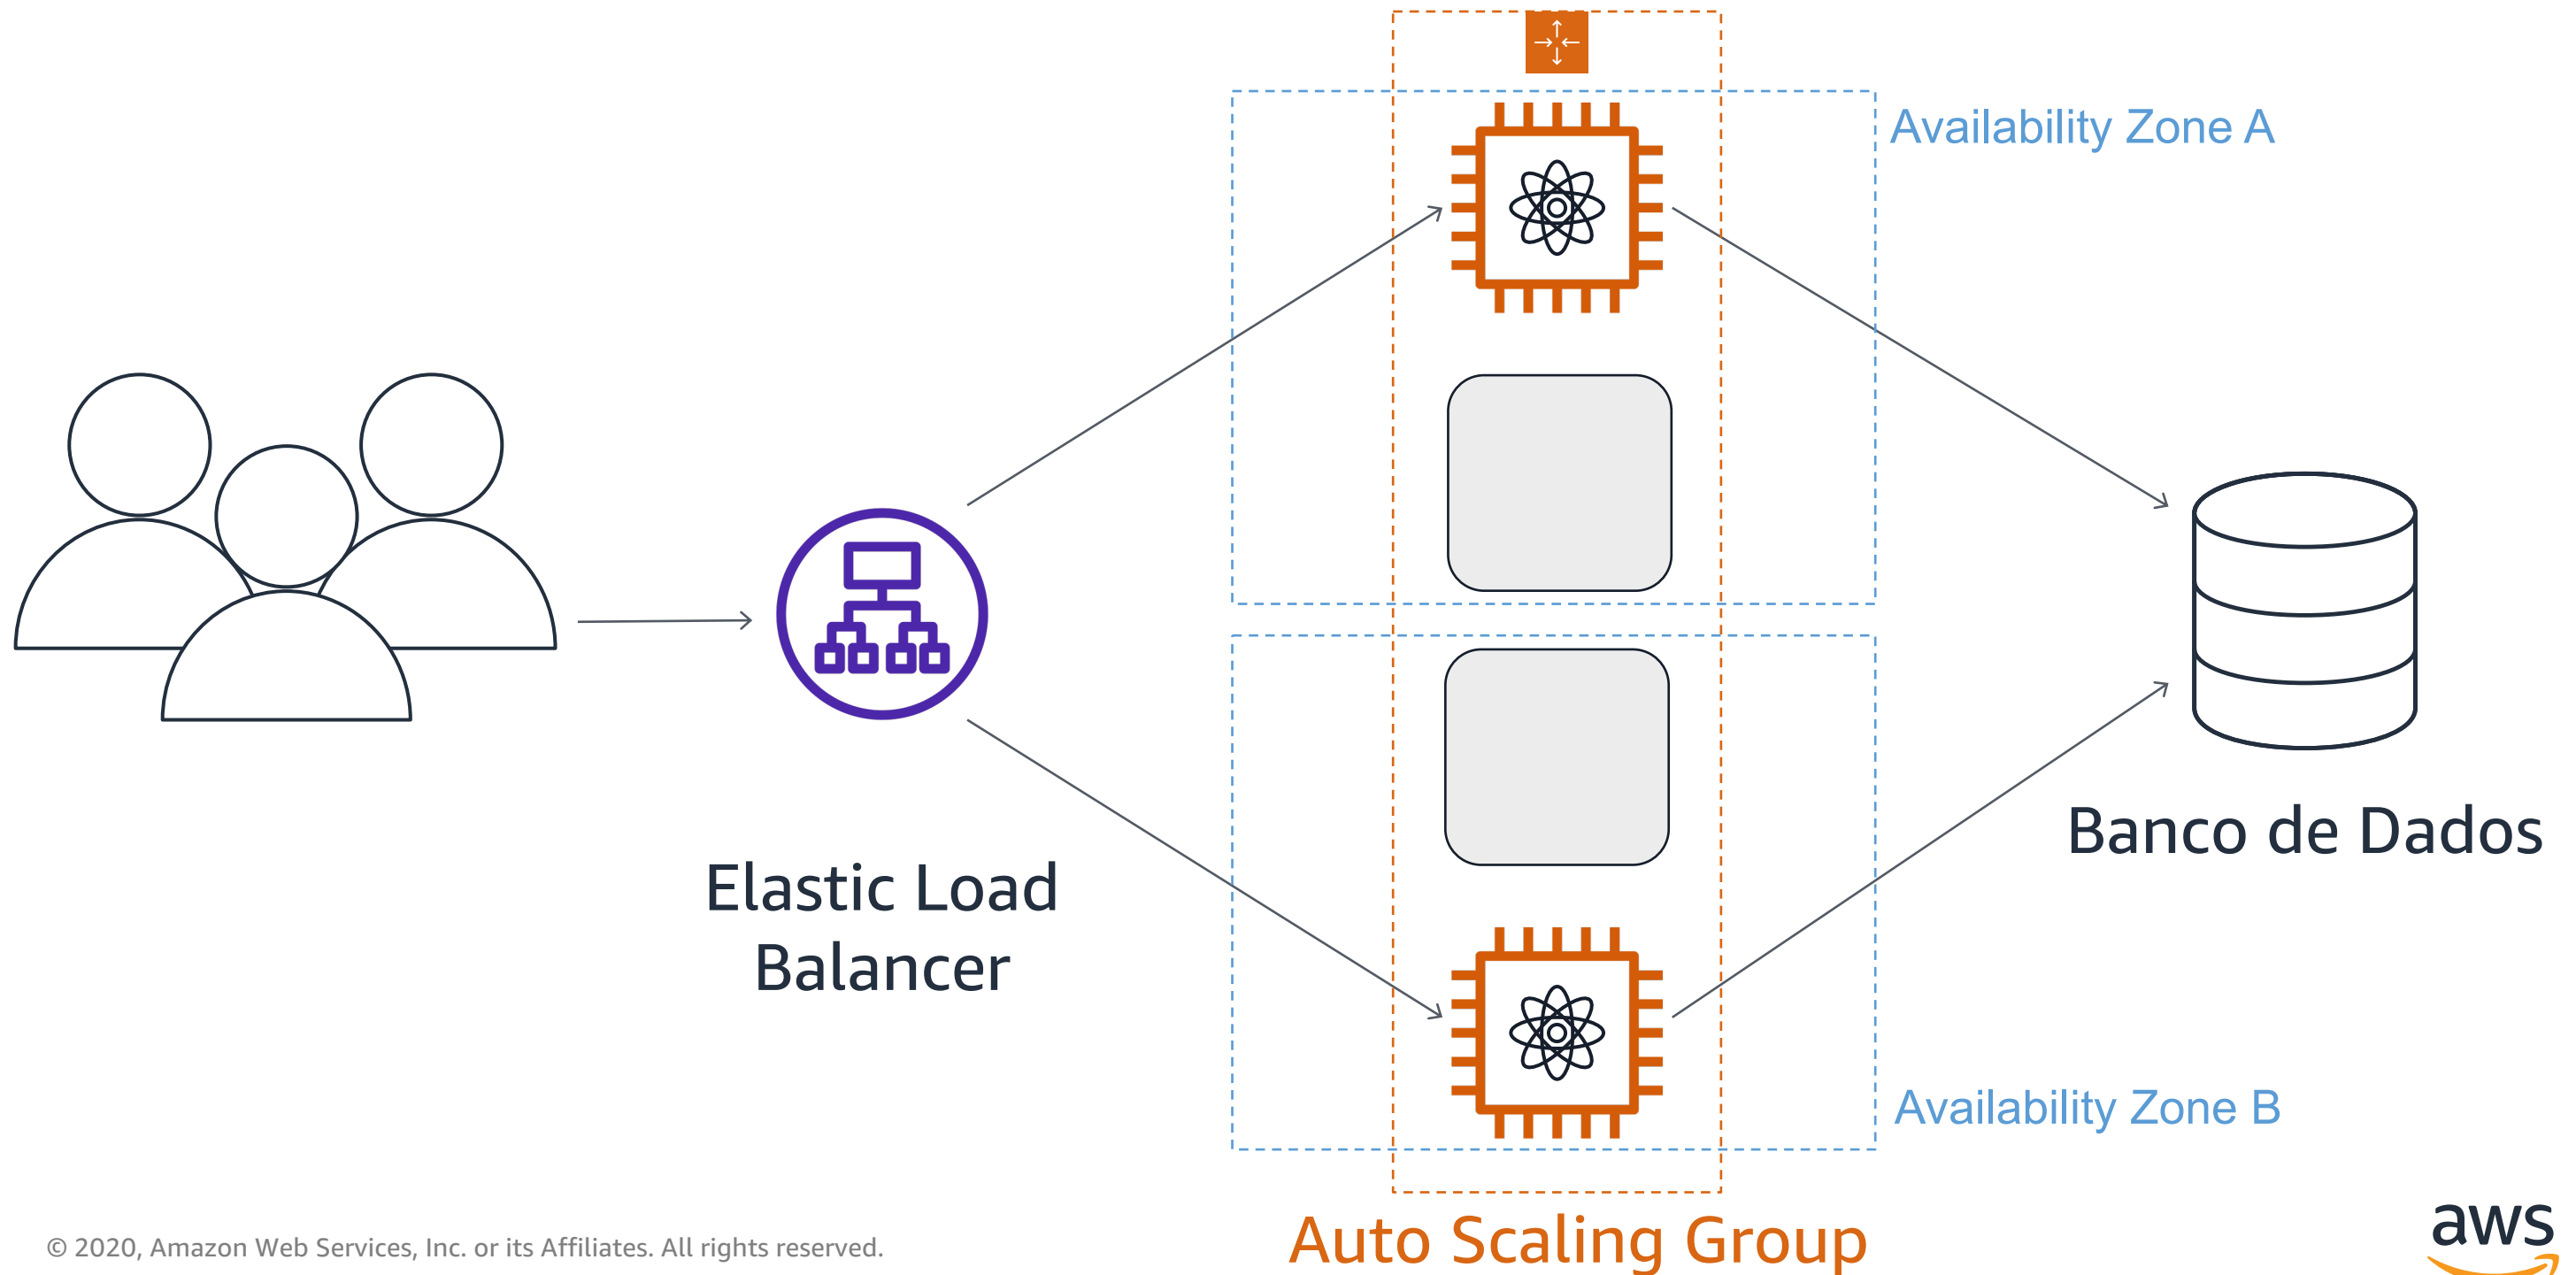 Availability Zone A
Elastic Load
Balancer
Banco de Dados
Availability Zone B
Auto Scaling Group
© 2020, Amazon Web Services, Inc. or its Affiliates. All rights reserved.
aws